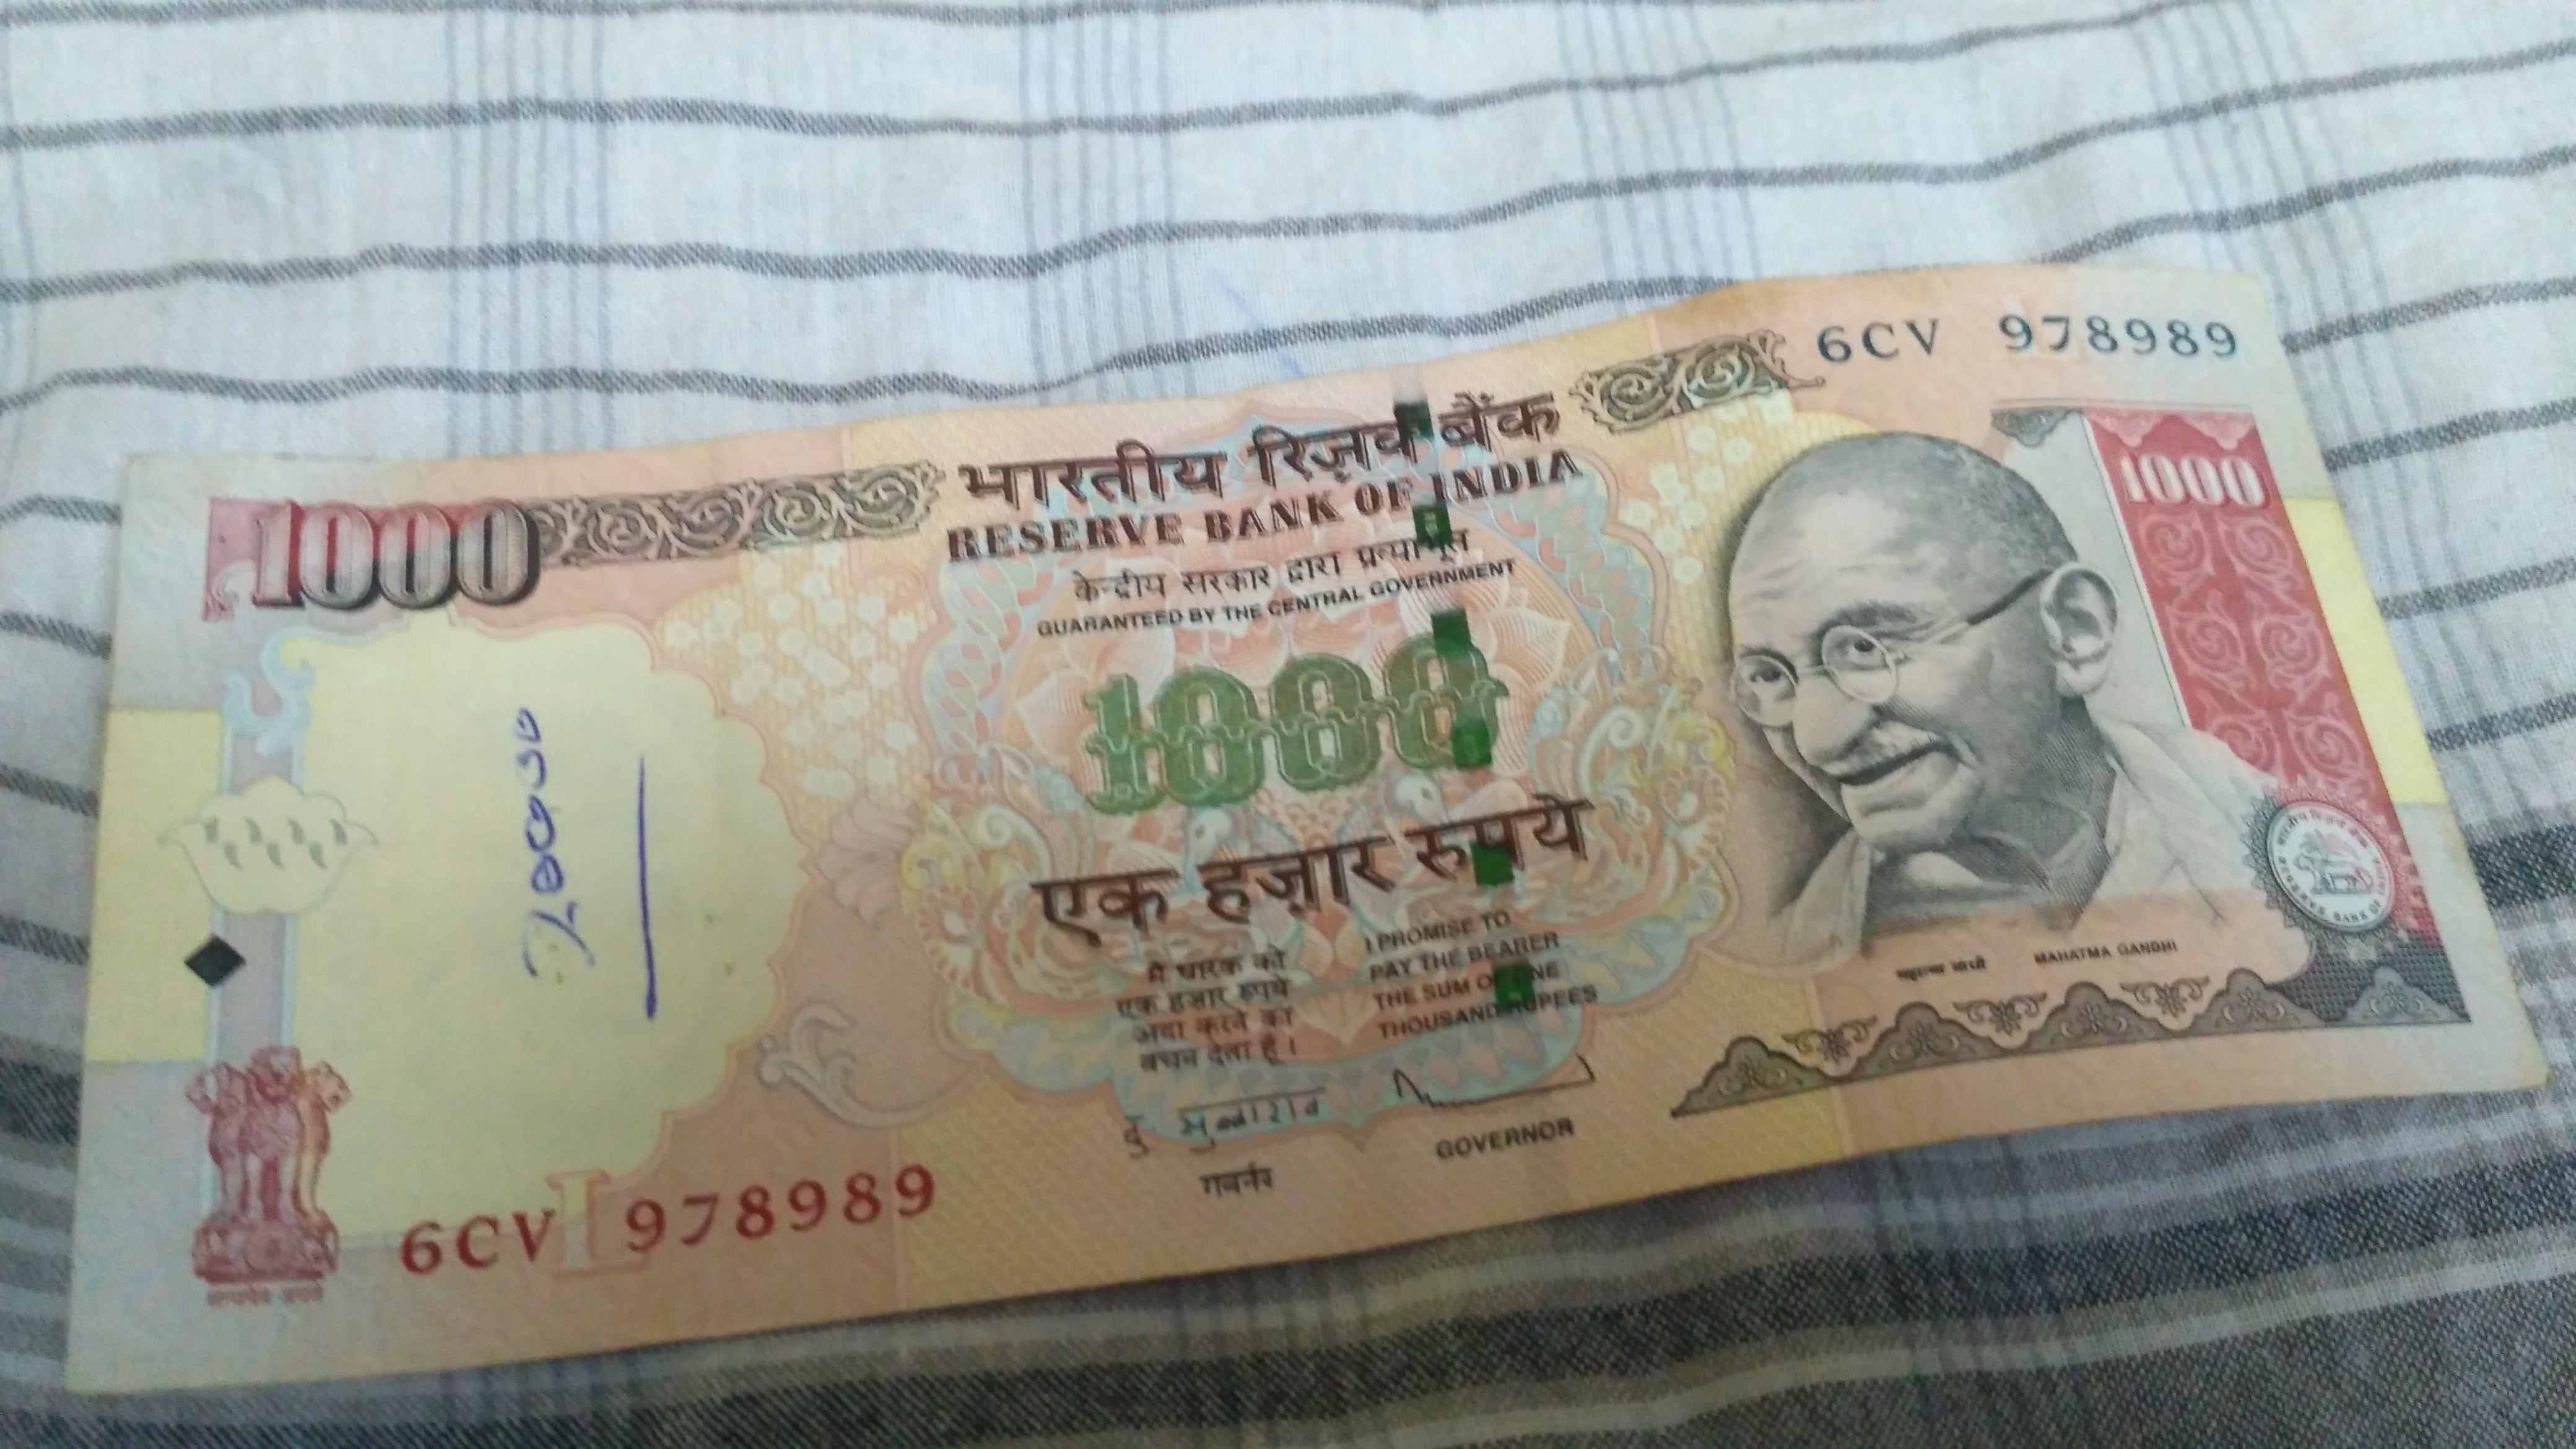 6CV 978989
1000
भारतीय रिज़र्व बैंक
RESERVE BANK OF INDIA
1000
केन्द्रीय सरकार द्वारा प्रत्याभूत
GUARANTEED BY THE CENTRAL GOVERNMENT
1000
एक हज़ार रुपये
मैं धारक को
एक हज़ार रुपये
अदा करने का
वचन देता हूँ।
I PROMISE TO
PAY THE BEARER
THE SUM OF ONE
THOUSAND RUPEES
महात्मा गांधी MAHATMA GANDHI
गवर्नर
GOVERNOR
सत्यमेव जयते
6CV L 978989